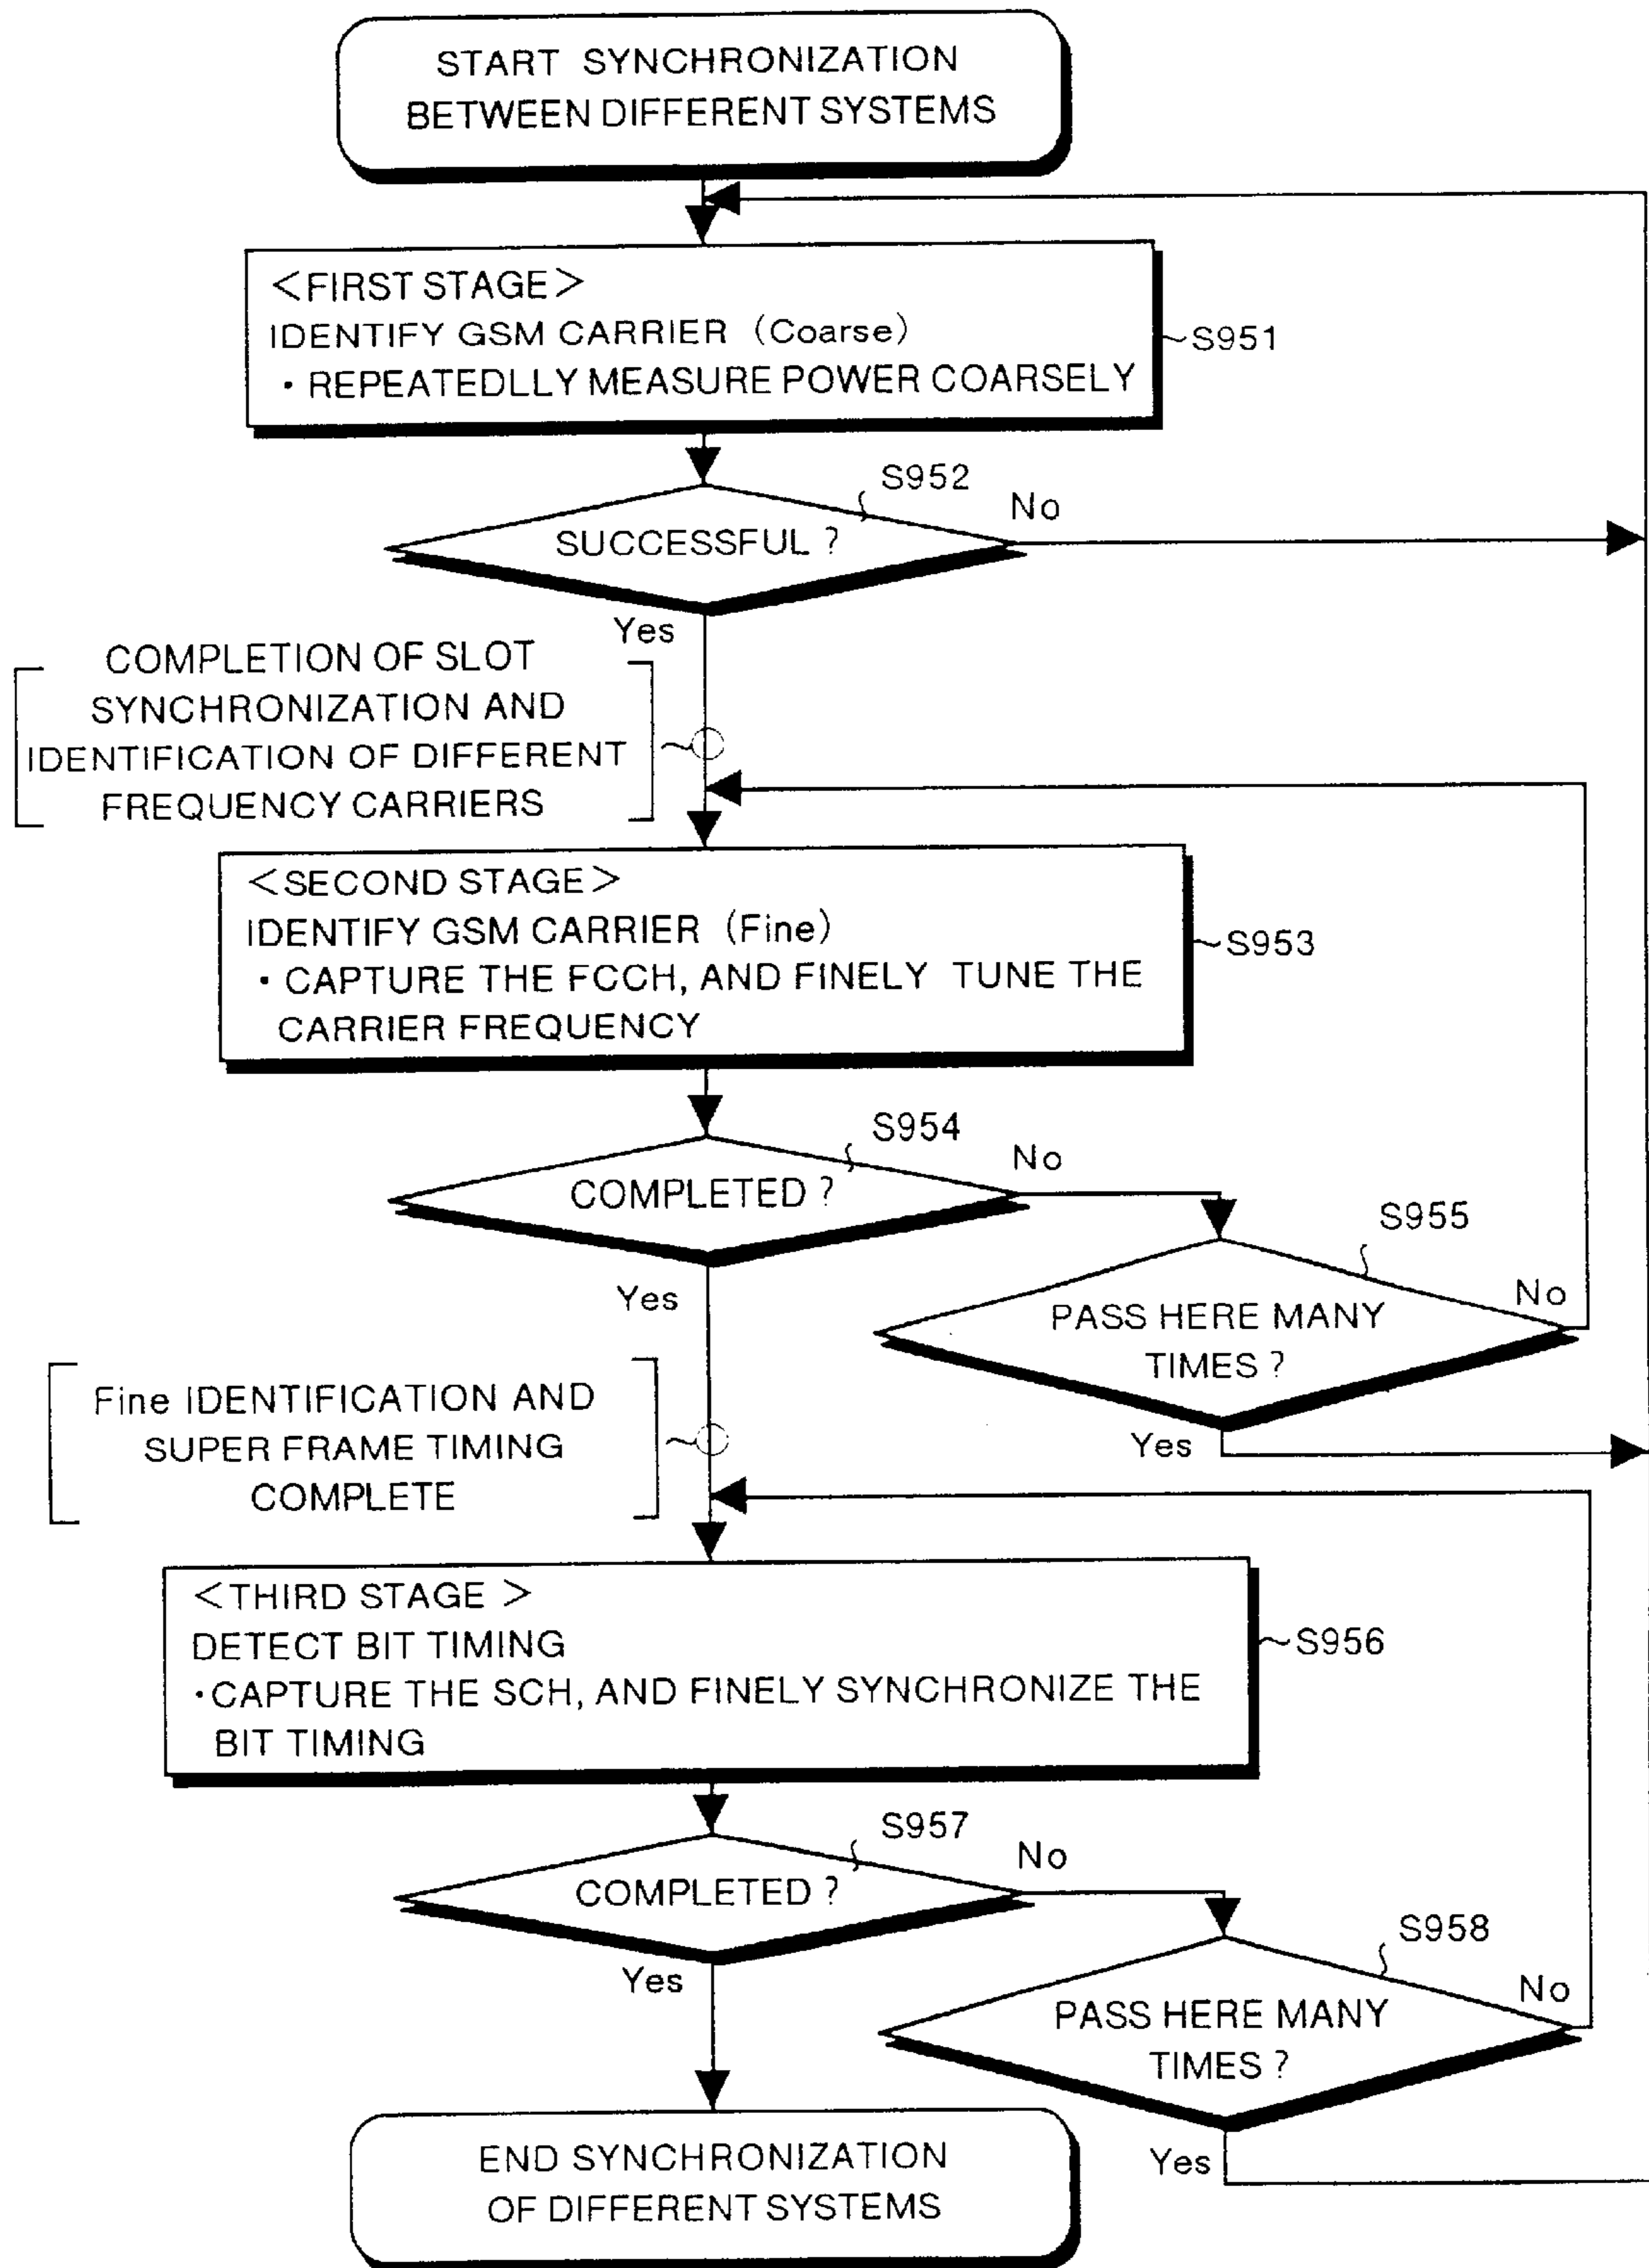 START SYNCHRONIZATION
BETWEEN DIFFERENT SYSTEMS
<FIRST STAGE>
IDENTIFY GSM CARRIER (Coarse)
・REPEATEDLLY MEASURE POWER COARSELY
S951
S952
SUCCESSFUL ?
No
Yes
COMPLETION OF SLOT
SYNCHRONIZATION AND
IDENTIFICATION OF DIFFERENT
FREQUENCY CARRIERS
<SECOND STAGE>
IDENTIFY GSM CARRIER (Fine)
・CAPTURE THE FCCH, AND FINELY TUNE THE
CARRIER FREQUENCY
S953
S954
COMPLETED ?
No
Yes
S955
PASS HERE MANY
TIMES ?
No
Yes
Fine IDENTIFICATION AND
SUPER FRAME TIMING
COMPLETE
<THIRD STAGE >
DETECT BIT TIMING
・CAPTURE THE SCH, AND FINELY SYNCHRONIZE THE
BIT TIMING
S956
S957
COMPLETED ?
No
Yes
S958
PASS HERE MANY
TIMES ?
No
Yes
END SYNCHRONIZATION
OF DIFFERENT SYSTEMS